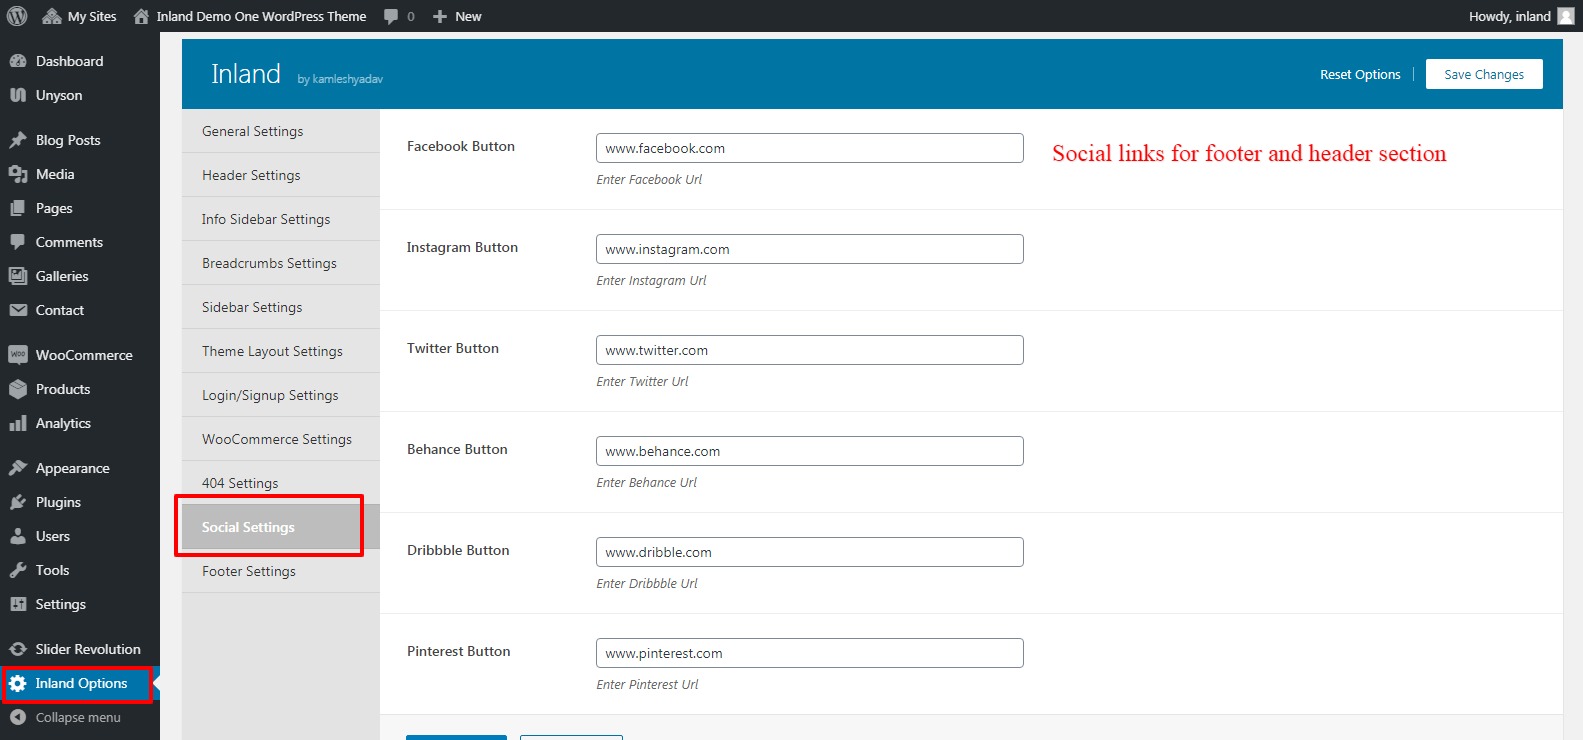 My Sites
Inland Demo One WordPress Theme
0
New
Howdy, inland
Dashboard
Unyson
Blog Posts
Media
Pages
Comments
Galleries
Contact
WooCommerce
Products
Analytics
Appearance
Plugins
Users
Tools
Settings
Slider Revolution
Inland Options
Collapse menu
Inland by kamleshyadav
Reset Options
Save Changes
General Settings
Header Settings
Info Sidebar Settings
Breadcrumbs Settings
Sidebar Settings
Theme Layout Settings
Login/Signup Settings
WooCommerce Settings
404 Settings
Social Settings
Footer Settings
Facebook Button
www.facebook.com
Enter Facebook Url
Social links for footer and header section
Instagram Button
www.instagram.com
Enter Instagram Url
Twitter Button
www.twitter.com
Enter Twitter Url
Behance Button
www.behance.com
Enter Behance Url
Dribbble Button
www.dribble.com
Enter Dribbble Url
Pinterest Button
www.pinterest.com
Enter Pinterest Url